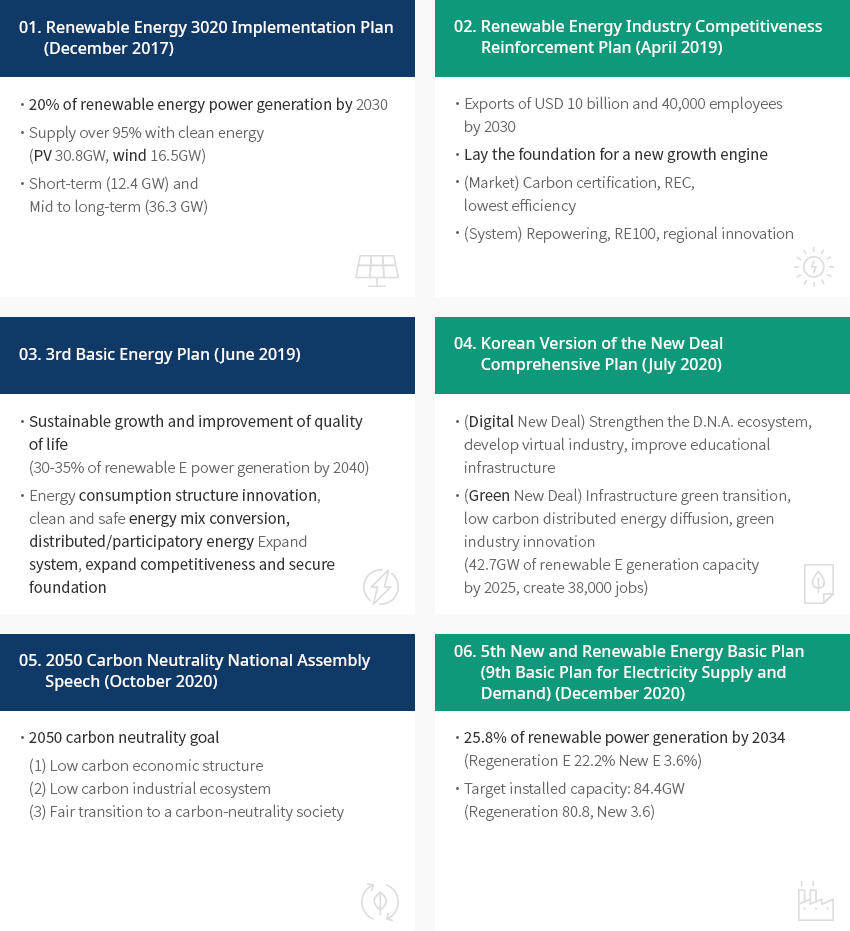 01. Renewable Energy 3020 Implementation Plan
(December 2017)
· 20% of renewable energy power generation by 2030
· Supply over 95% with clean energy
(PV 30.8GW, wind 16.5GW)
· Short-term (12.4 GW) and
Mid to long-term (36.3 GW)
02. Renewable Energy Industry Competitiveness
Reinforcement Plan (April 2019)
· Exports of USD 10 billion and 40,000 employees
by 2030
· Lay the foundation for a new growth engine
· (Market) Carbon certification, REC,
lowest efficiency
· (System) Repowering, RE100, regional innovation
03. 3rd Basic Energy Plan (June 2019)
· Sustainable growth and improvement of quality
of life
(30-35% of renewable E power generation by 2040)
· Energy consumption structure innovation,
clean and safe energy mix conversion,
distributed/participatory energy Expand
system, expand competitiveness and secure
foundation
04. Korean Version of the New Deal
Comprehensive Plan (July 2020)
· (Digital New Deal) Strengthen the D.N.A. ecosystem,
develop virtual industry, improve educational
infrastructure
· (Green New Deal) Infrastructure green transition,
low carbon distributed energy diffusion, green
industry innovation
(42.7GW of renewable E generation capacity
by 2025, create 38,000 jobs)
05. 2050 Carbon Neutrality National Assembly
Speech (October 2020)
· 2050 carbon neutrality goal
(1) Low carbon economic structure
(2) Low carbon industrial ecosystem
(3) Fair transition to a carbon-neutrality society
06. 5th New and Renewable Energy Basic Plan
(9th Basic Plan for Electricity Supply and
Demand) (December 2020)
· 25.8% of renewable power generation by 2034
(Regeneration E 22.2% New E 3.6%)
· Target installed capacity: 84.4GW
(Regeneration 80.8, New 3.6)